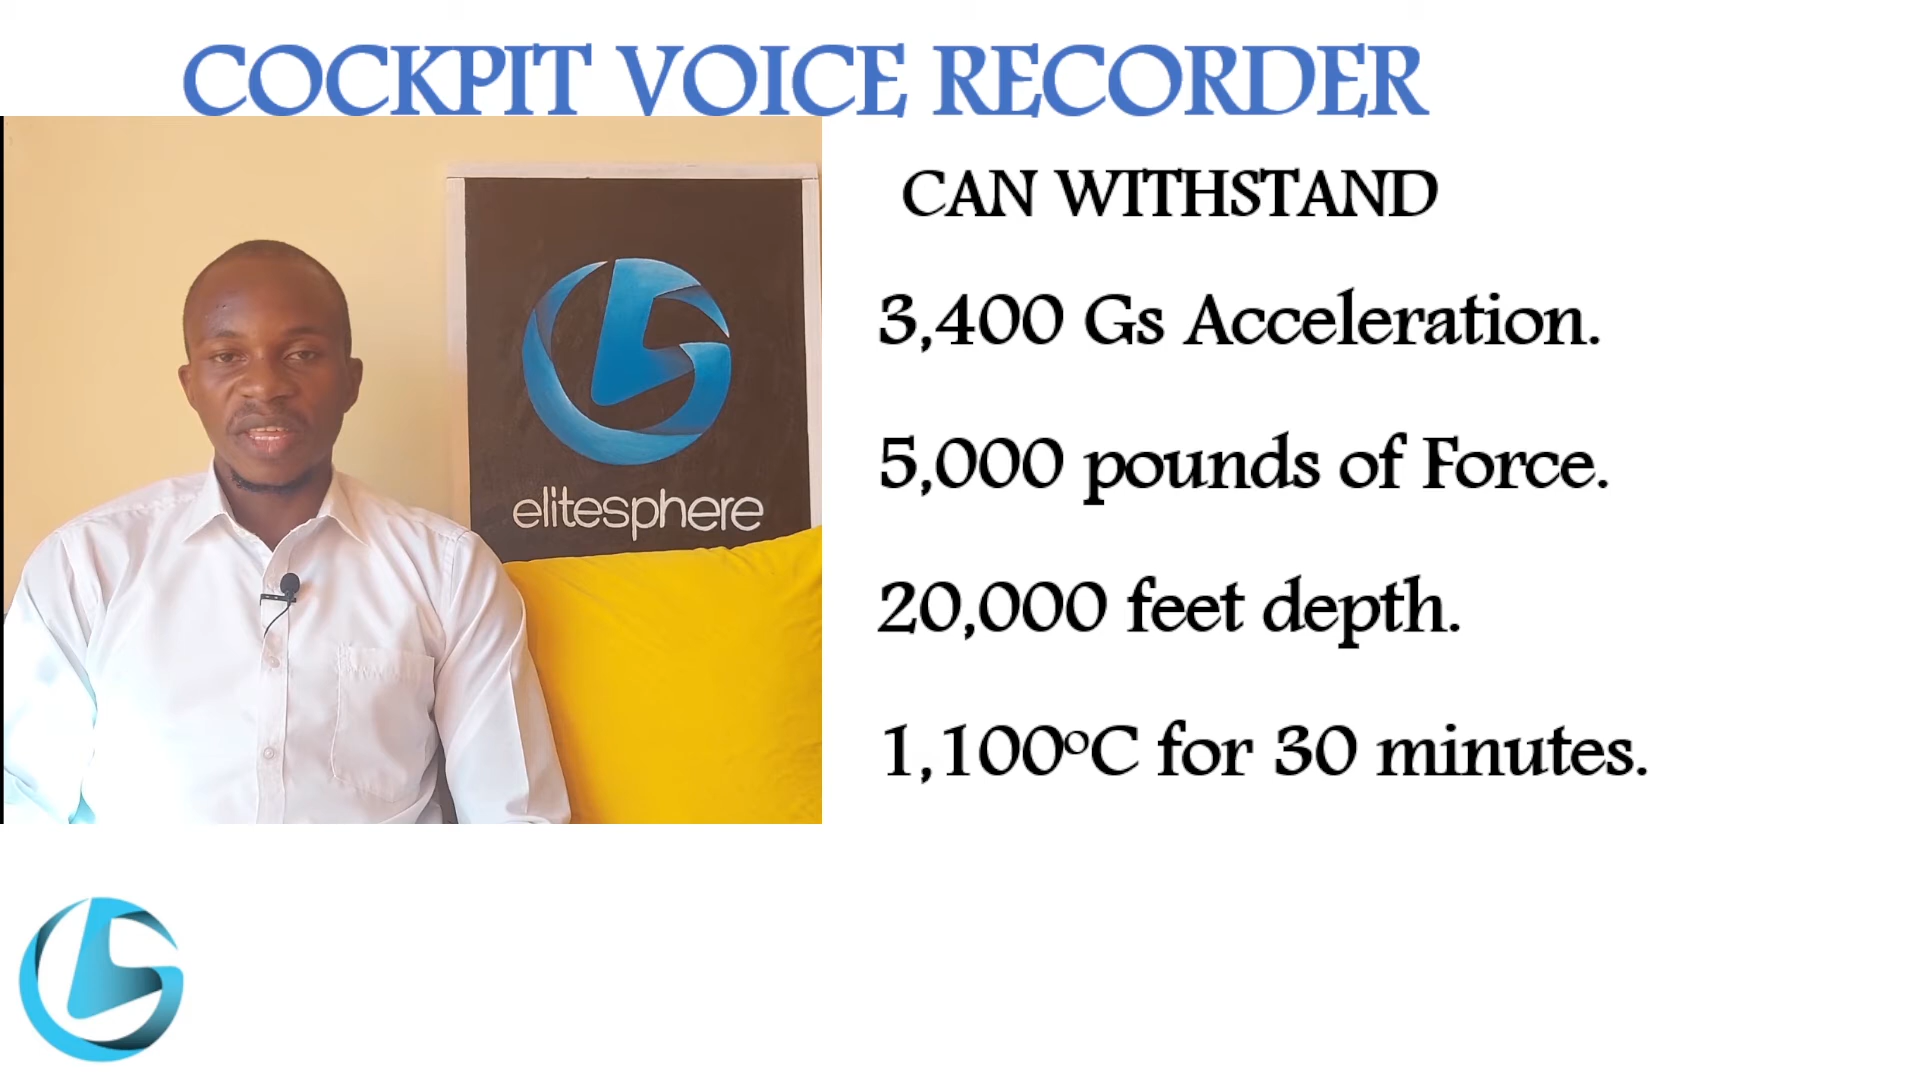 COCKPIT VOICE RECORDER
CAN WITHSTAND
3,400 Gs Acceleration.
5,000 pounds of Force.
20,000 feet depth.
1,100°C for 30 minutes.
elitesphere